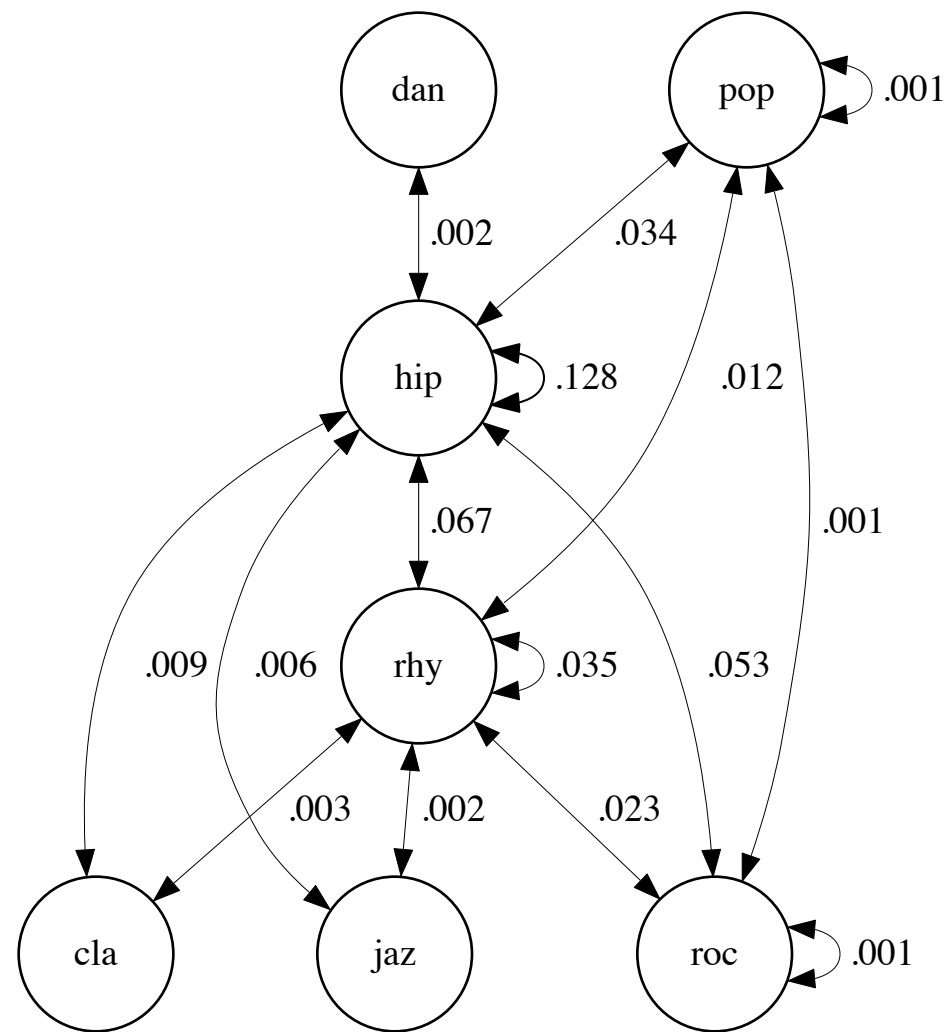 dan
pop
.001
.002
.034
hip
.128
.012
.067
.001
rhy
.009
.006
.035
.053
.003
.002
.023
cla
jaz
roc
.001